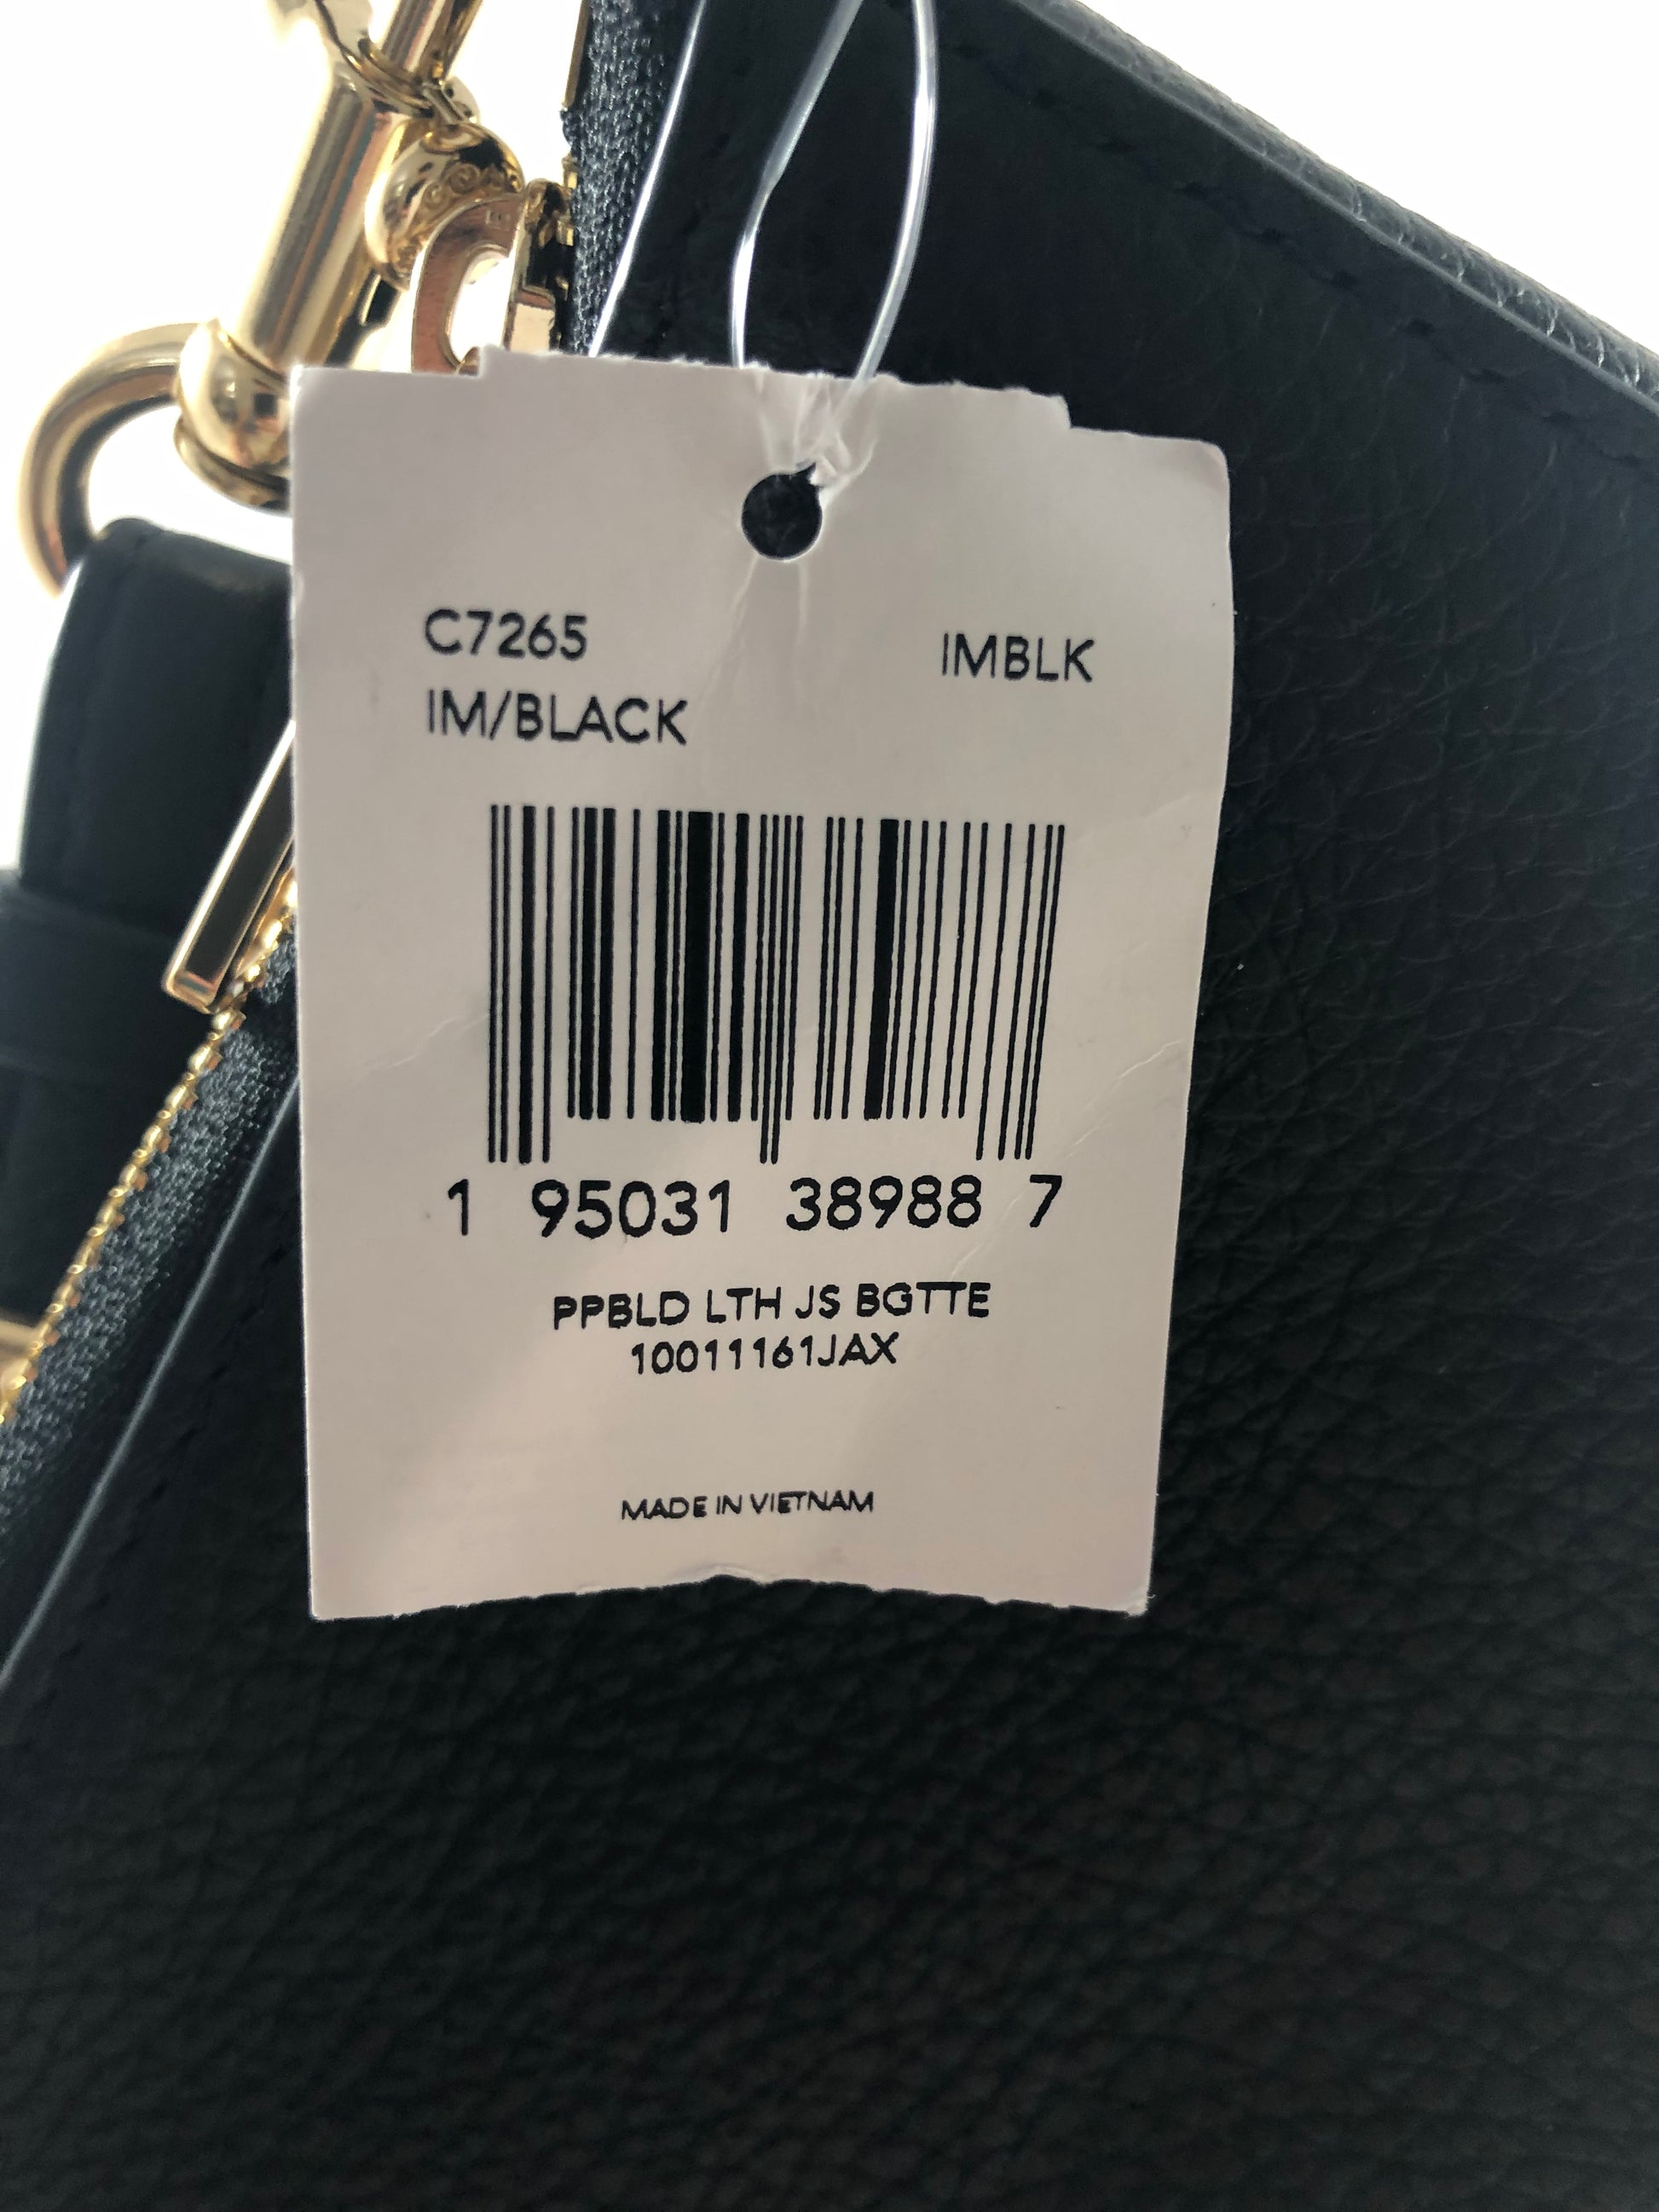 C7265 IMBLK
IM/BLACK
1 95031 38988 7
PPBLD LTH JS BGTTE
10011161JAX
MADE IN VIETNAM